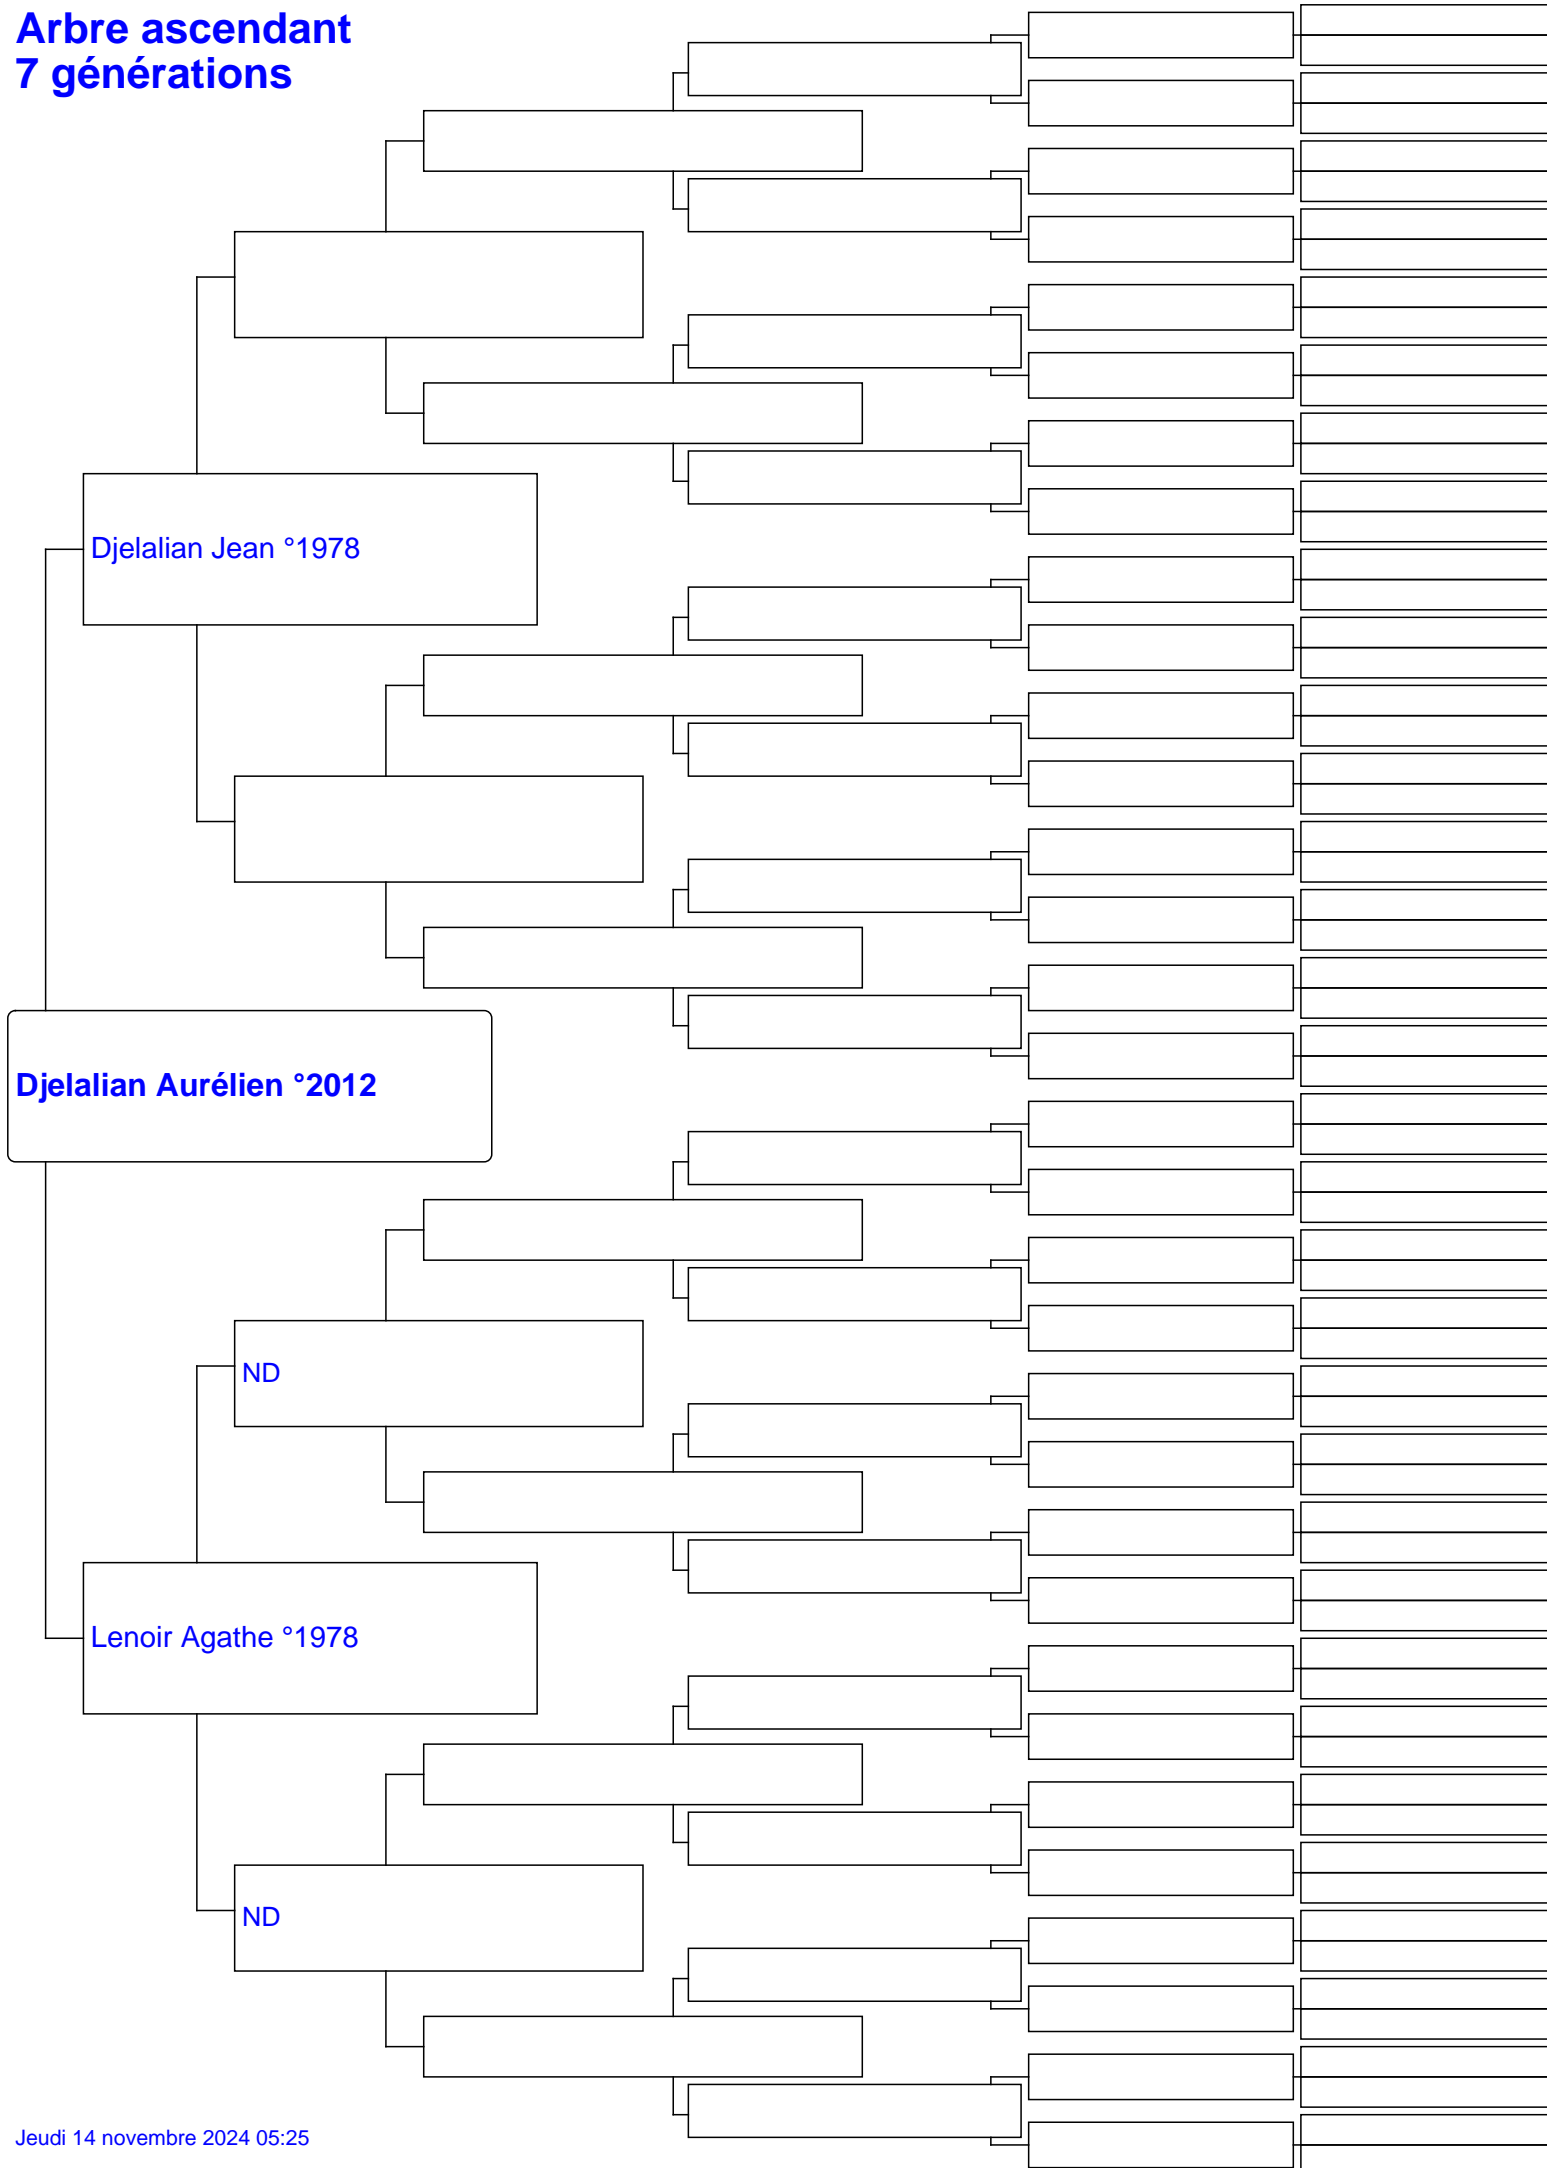 Arbre ascendant
7 générations
Djelalian Jean °1978
Djelalian Aurélien °2012
ND
Lenoir Agathe °1978
ND
Jeudi 14 novembre 2024 05:25